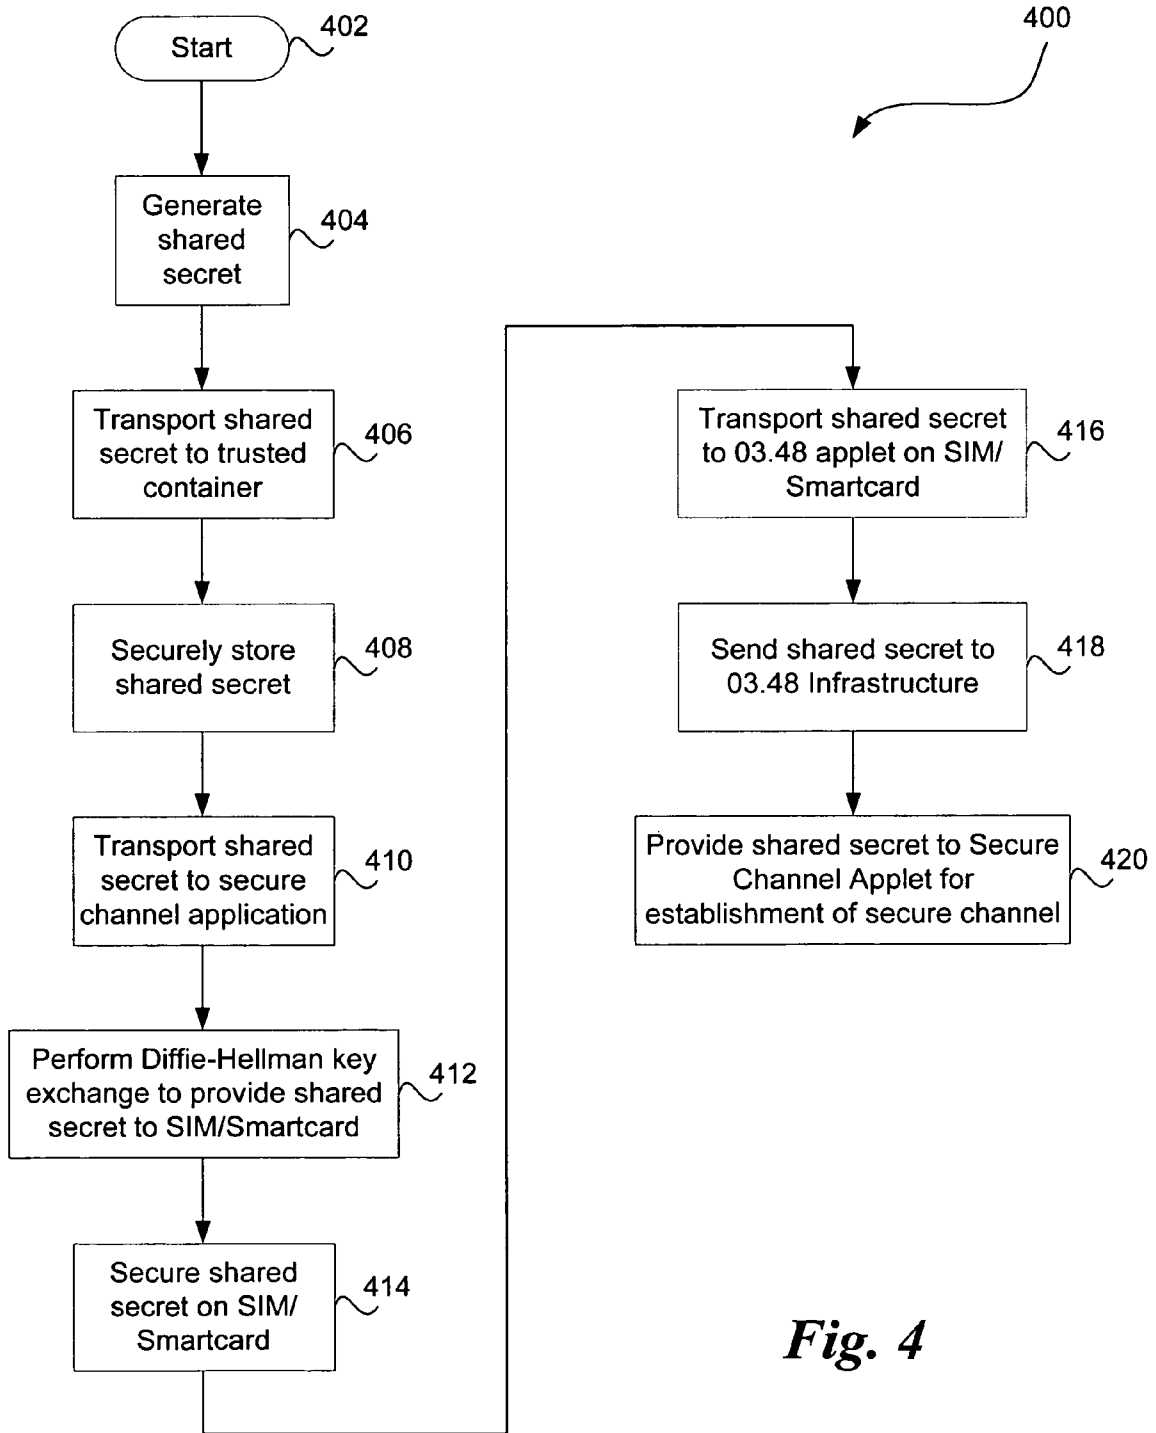 Start
402
400
Generate
shared
secret
404
Transport shared
secret to trusted
container
406
Securely store
shared secret
408
Transport shared
secret to secure
channel application
410
Perform Diffie-Hellman key
exchange to provide shared
secret to SIM/Smartcard
412
Secure shared
secret on SIM/
Smartcard
414
Transport shared secret
to 03.48 applet on SIM/
Smartcard
416
Send shared secret to
03.48 Infrastructure
418
Provide shared secret to Secure
Channel Applet for
establishment of secure channel
420
Fig. 4